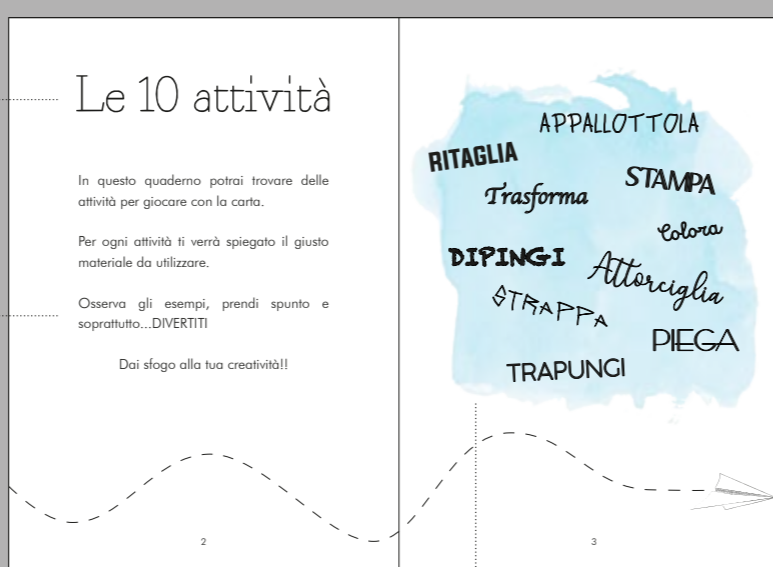 Le 10 attività
In questo quaderno potrai trovare delle
attività per giocare con la carta.
Per ogni attività ti verrà spiegato il giusto
materiale da utilizzare.
Osserva gli esempi, prendi spunto e
soprattutto...DIVERTITI
Dai sfogo alla tua creatività!!
2
APPALLOTTOLA
RITAGLIA
STAMPA
Trasforma
Colora
DIPINGI
Attorciglia
STRAPPA
PIEGA
TRAPUNGI
3